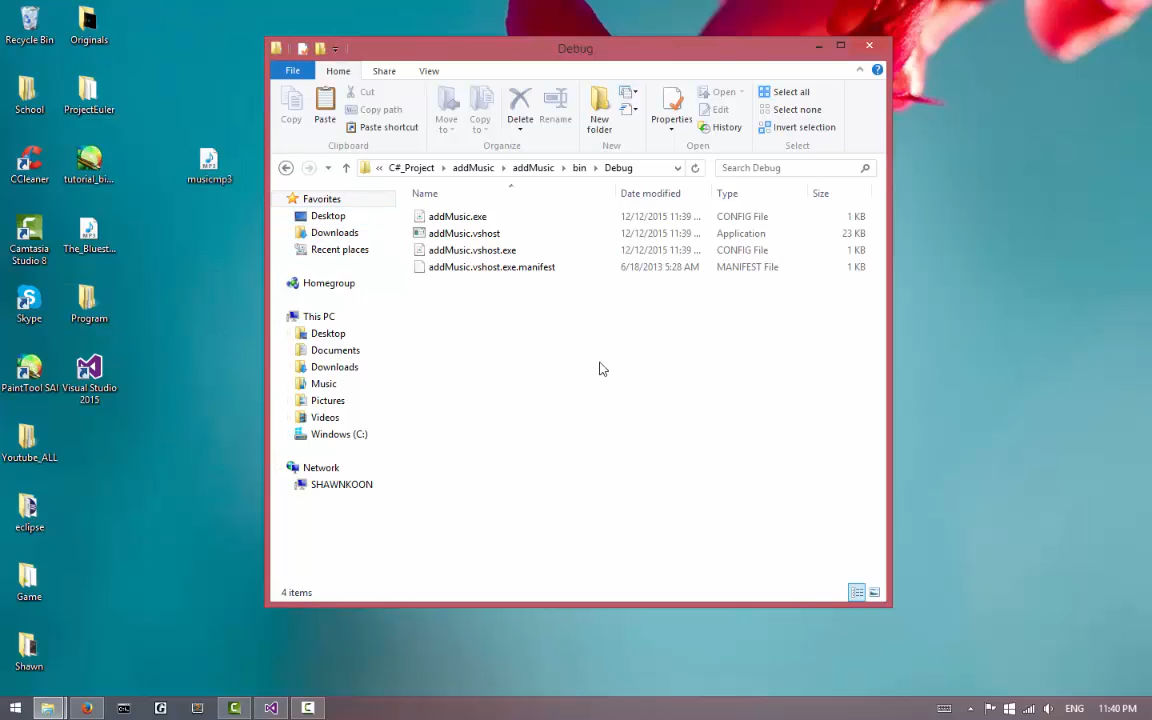 Recycle Bin
Originals
School
ProjectEuler
CCleaner
tutorial_bi...
musicmp3
Camtasia
Studio 8
The_Bluest...
Skype
Program
PaintTool SAI
Visual Studio
2015
Youtube_ALL
eclipse
Game
Shawn
Debug
File
Home
Share
View
Copy
Paste
Cut
Copy path
Paste shortcut
Clipboard
Move
to
Copy
to
Delete
Rename
Organize
New
folder
New
Properties
Open
Edit
History
Open
Select all
Select none
Invert selection
Select
« C#_Project addMusic addMusic bin Debug
Search Debug
Favorites
Desktop
Downloads
Recent places
Homegroup
This PC
Desktop
Documents
Downloads
Music
Pictures
Videos
Windows (C:)
Network
SHAWNKOON
Name Date modified Type Size
addMusic.exe 12/12/2015 11:39 ... CONFIG File 1 KB
addMusic.vshost 12/12/2015 11:39 ... Application 23 KB
addMusic.vshost.exe 12/12/2015 11:39 ... CONFIG File 1 KB
addMusic.vshost.exe.manifest 6/18/2013 5:28 AM MANIFEST File 1 KB
4 items
ENG
11:40 PM